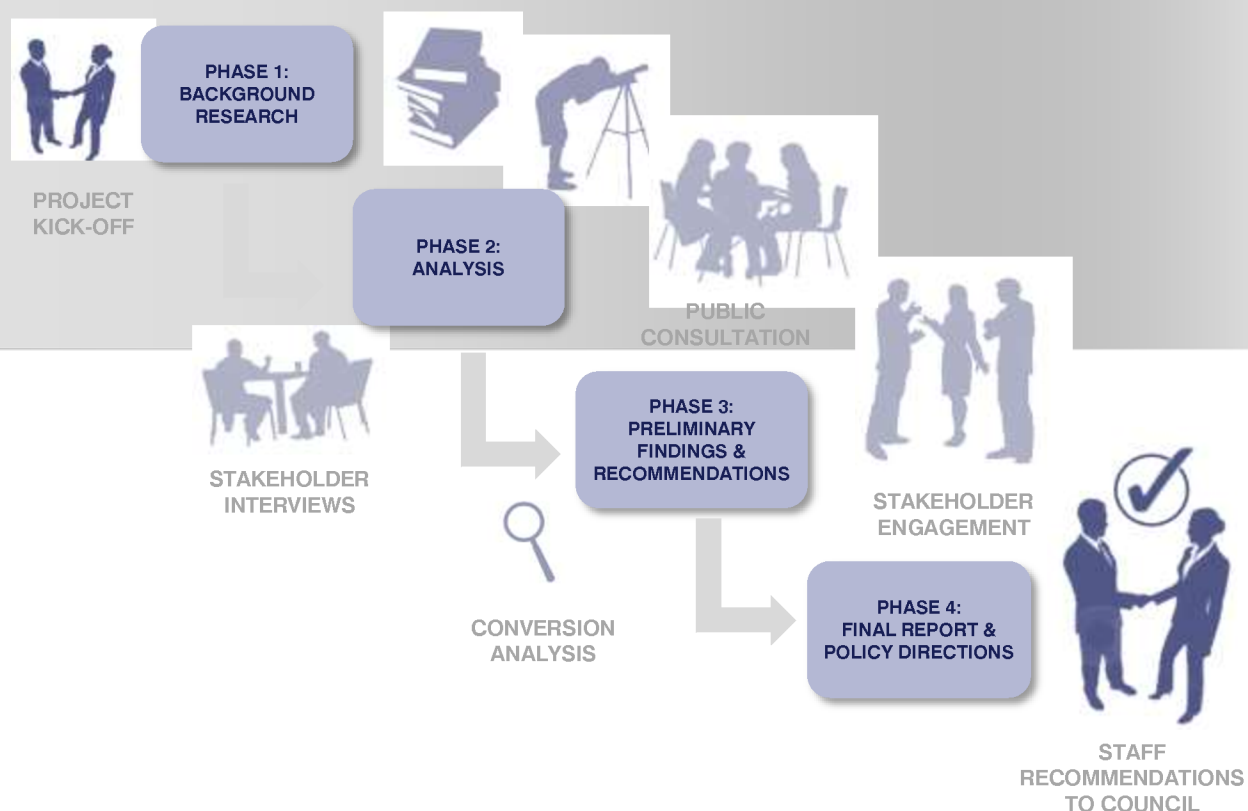 PHASE 1:
BACKGROUND
RESEARCH
PROJECT
KICK-OFF
PHASE 2:
ANALYSIS
PUBLIC
CONSULTATION
STAKEHOLDER
INTERVIEWS
PHASE 3:
PRELIMINARY
FINDINGS &
RECOMMENDATIONS
STAKEHOLDER
ENGAGEMENT
CONVERSION
ANALYSIS
PHASE 4:
FINAL REPORT &
POLICY DIRECTIONS
STAFF
RECOMMENDATIONS
TO COUNCIL